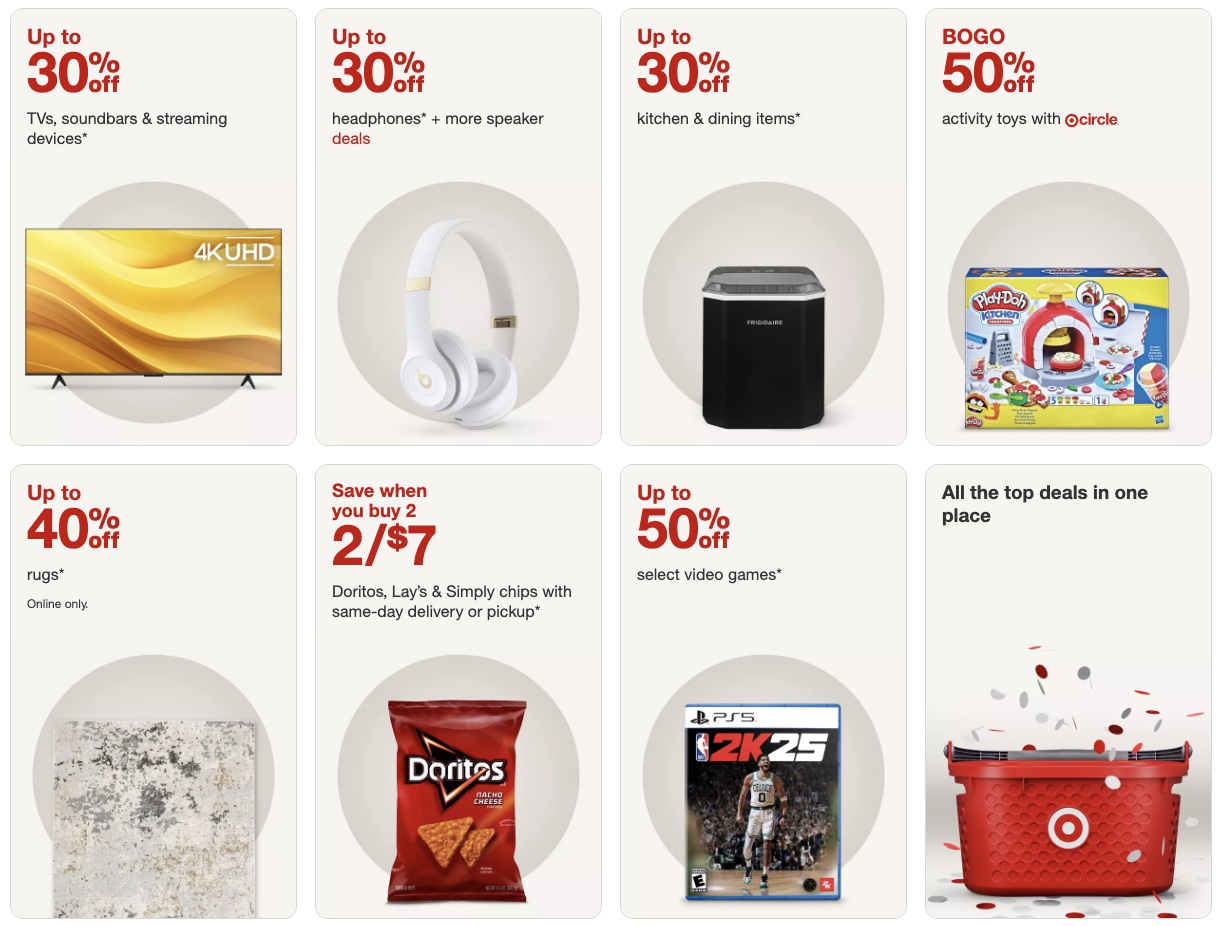 Up to
30% off
TVs, soundbars & streaming
devices*
4KUHD
Up to
30% off
headphones* + more speaker
deals
Up to
30% off
kitchen & dining items*
FRIGIDAIRE
BOGO
50% off
activity toys with circle
Play-Doh
KITCHEN
Up to
40% off
rugs*
Online only.
Save when
you buy 2
2/$7
Doritos, Lay’s & Simply chips with
same-day delivery or pickup*
Doritos
NACHO
CHEESE
Up to
50% off
select video games*
PS5
2K25
CELTICS
0
E
2K
All the top deals in one
place